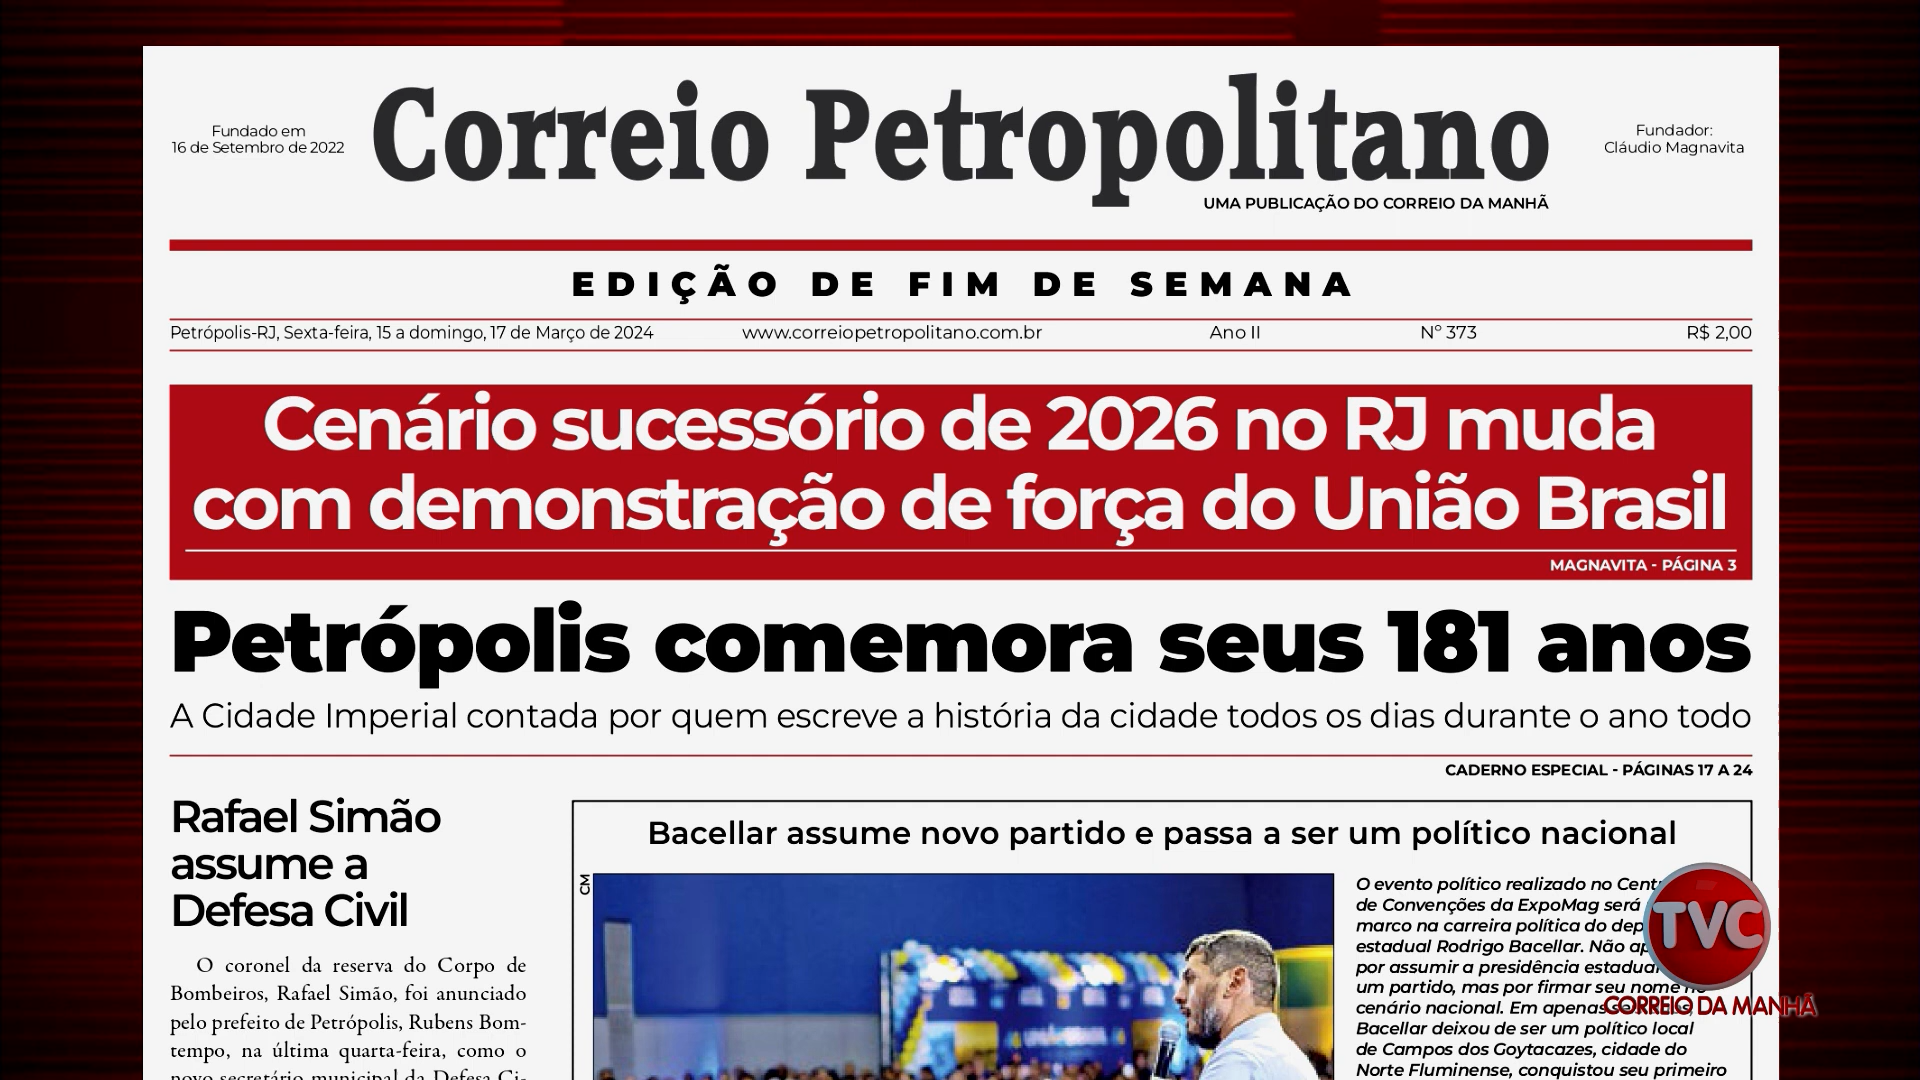 Fundado em
16 de Setembro de 2022
Correio Petropolitano
Fundador:
Cláudio Magnavita
UMA PUBLICAÇÃO DO CORREIO DA MANHÃ
EDIÇÃO DE FIM DE SEMANA
Petrópolis-RJ, Sexta-feira, 15 a domingo, 17 de Março de 2024
www.correiopetropolitano.com.br
Ano II
Nº 373
R$ 2,00
Cenário sucessório de 2026 no RJ muda
com demonstração de força do União Brasil
MAGNAVITA - PÁGINA 3
Petrópolis comemora seus 181 anos
A Cidade Imperial contada por quem escreve a história da cidade todos os dias durante o ano todo
CADERNO ESPECIAL - PÁGINAS 17 A 24
Rafael Simão
assume a
Defesa Civil
O coronel da reserva do Corpo de
Bombeiros, Rafael Simão, foi anunciado
pelo prefeito de Petrópolis, Rubens Bom-
tempo, na última quarta-feira, como o
novo secretário municipal da Defesa Ci-
Bacellar assume novo partido e passa a ser um político nacional
CM
O evento político realizado no
de Convenções da ExpoMag será
marco na carreira política do
estadual Rodrigo Bacellar. Não
por assumir a presidência
um partido, mas por firmar seu nome
cenário nacional. Em apenas
Bacellar deixou de ser um político local
de Campos dos Goytacazes, cidade do
Norte Fluminense, conquistou seu primeiro
TVC
CORREIO DA MANHÃ